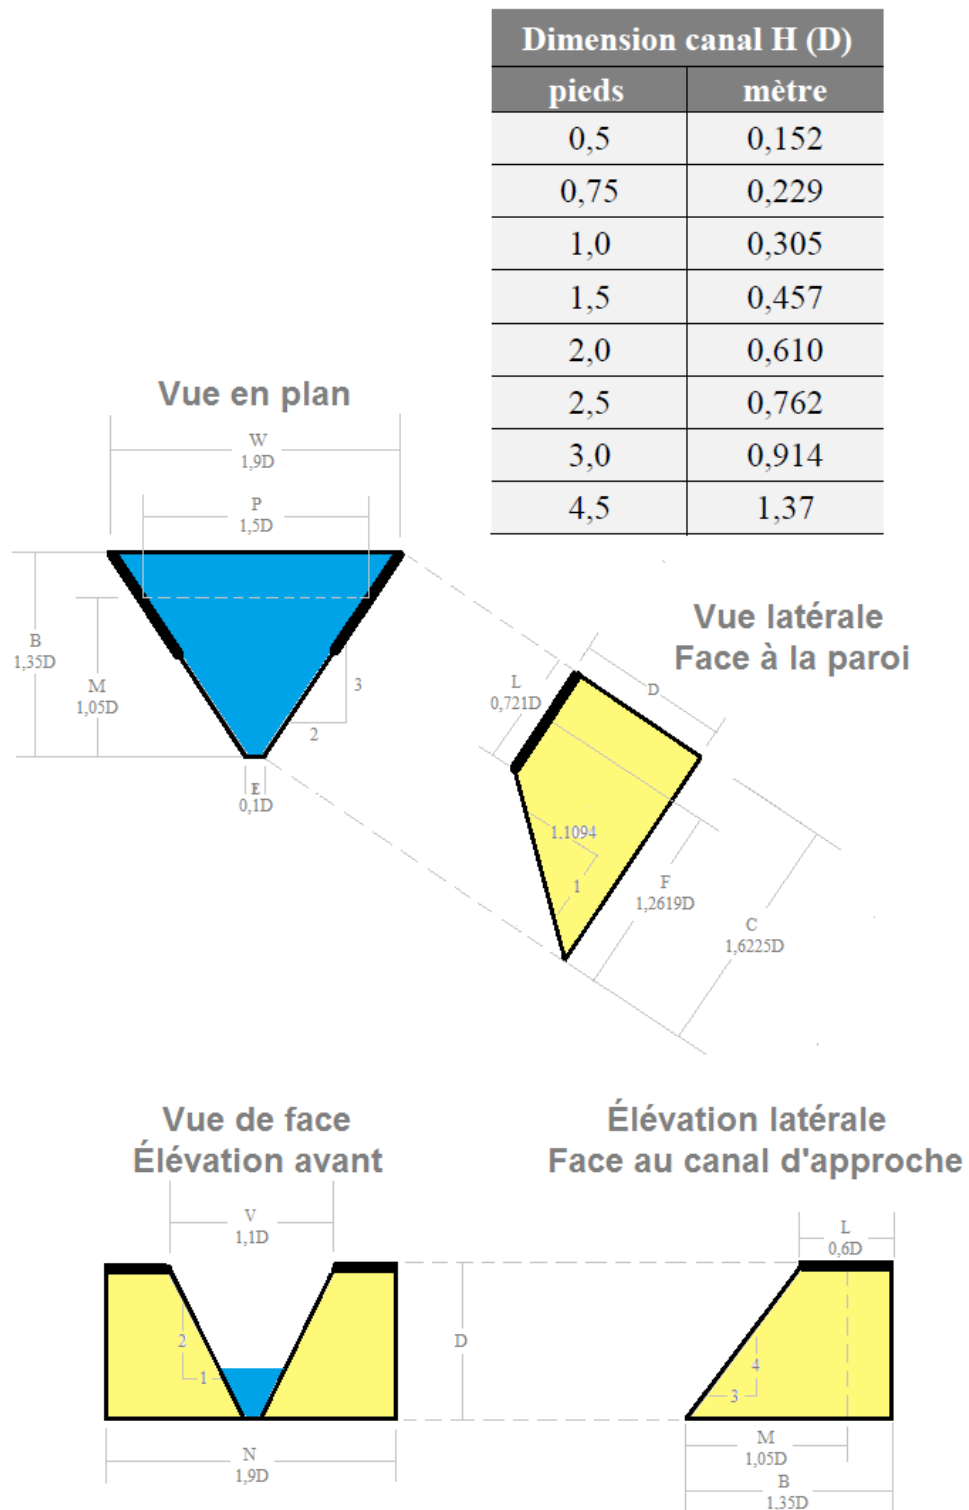 Dimension canal H (D)
pieds mètre
0,5 0,152
0,75 0,229
1,0 0,305
1,5 0,457
2,0 0,610
2,5 0,762
3,0 0,914
4,5 1,37
Vue en plan
W
1,9D
P
1,5D
B
1,35D
M
1,05D
3
2
E
0,1D
Vue latérale
Face à la paroi
L
0,721D
D
1.1094
1
F
1,2619D
C
1,6225D
Vue de face
Élévation avant
V
1,1D
2
1
N
1,9D
D
Élévation latérale
Face au canal d'approche
L
0,6D
4
3
M
1,05D
B
1,35D